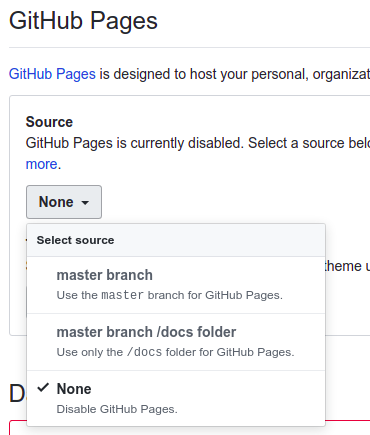 GitHub Pages
GitHub Pages is designed to host your personal,
Source
GitHub Pages is currently disabled. Select a source
more.
None
Select source
master branch
Use the master branch for GitHub Pages.
theme
master branch /docs folder
Use only the /docs folder for GitHub Pages.
None
Disable GitHub Pages.